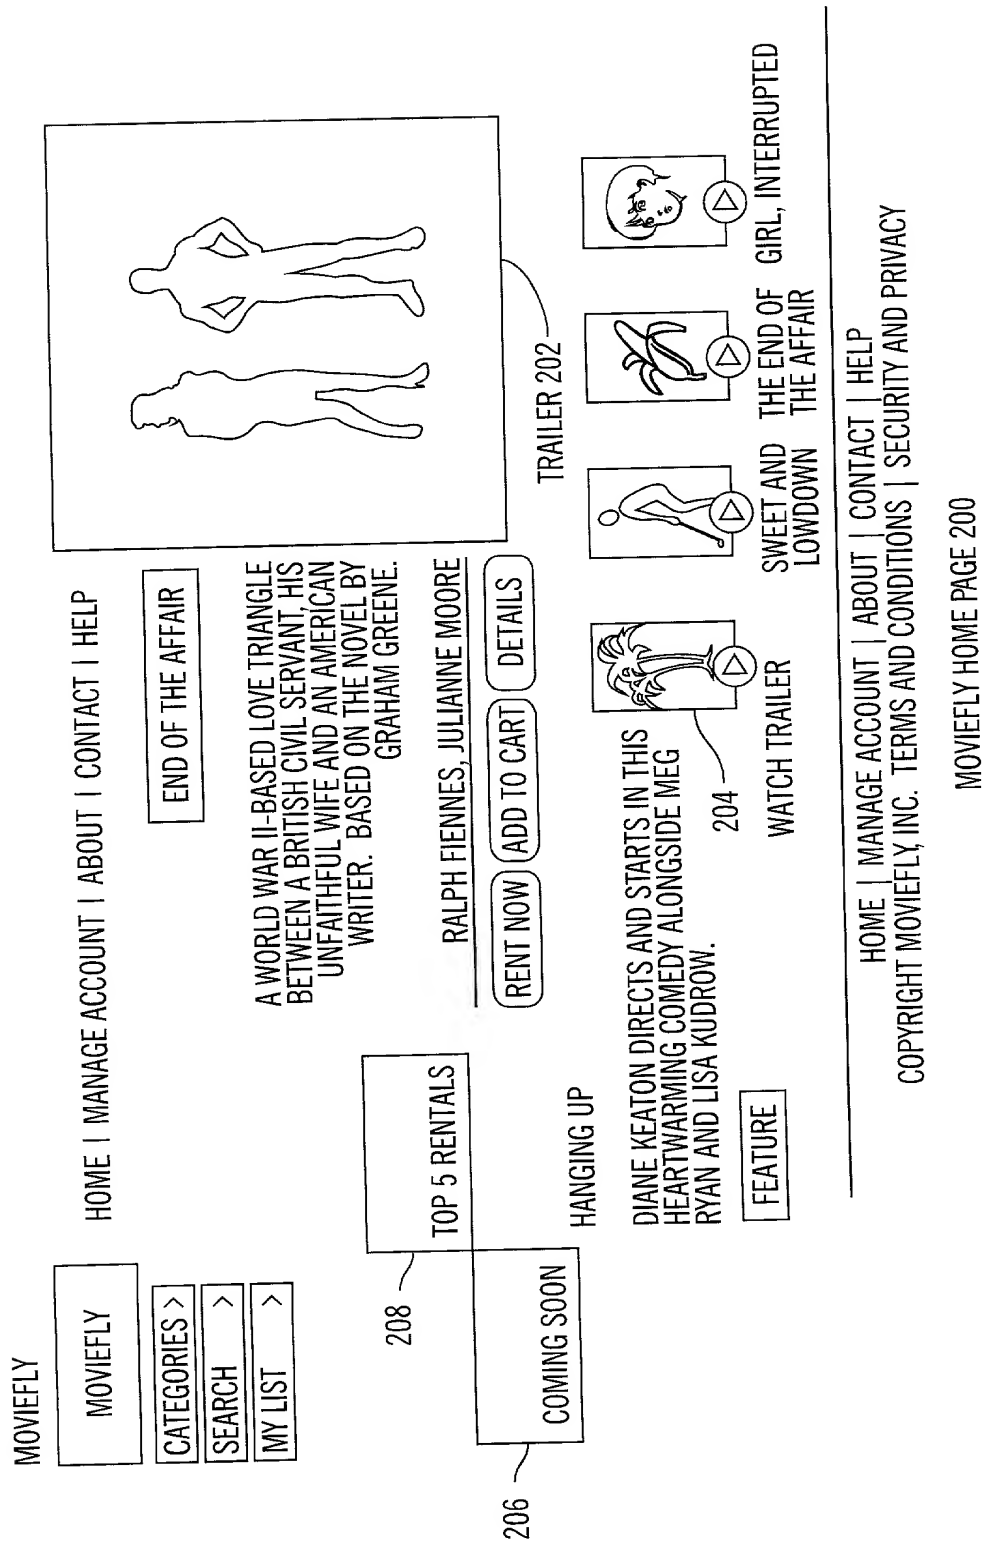 MOVIEFLY
MOVIEFLY
HOME | MANAGE ACCOUNT | ABOUT | CONTACT | HELP
CATEGORIES >
SEARCH >
MY LIST >
END OF THE AFFAIR
A WORLD WAR II-BASED LOVE TRIANGLE
BETWEEN A BRITISH CIVIL SERVANT, HIS
UNFAITHFUL WIFE AND AN AMERICAN
WRITER. BASED ON THE NOVEL BY
GRAHAM GREENE.
RALPH FIENNES, JULIANNE MOORE
RENT NOW
ADD TO CART
DETAILS
TRAILER 202
208
TOP 5 RENTALS
206
COMING SOON
HANGING UP
DIANE KEATON DIRECTS AND STARTS IN THIS
HEARTWARMING COMEDY ALONGSIDE MEG
RYAN AND LISA KUDROW.
FEATURE
204
WATCH TRAILER
SWEET AND
LOWDOWN
THE END OF
THE AFFAIR
GIRL, INTERRUPTED
HOME | MANAGE ACCOUNT | ABOUT | CONTACT | HELP
COPYRIGHT MOVIEFLY, INC. TERMS AND CONDITIONS | SECURITY AND PRIVACY
MOVIEFLY HOME PAGE 200